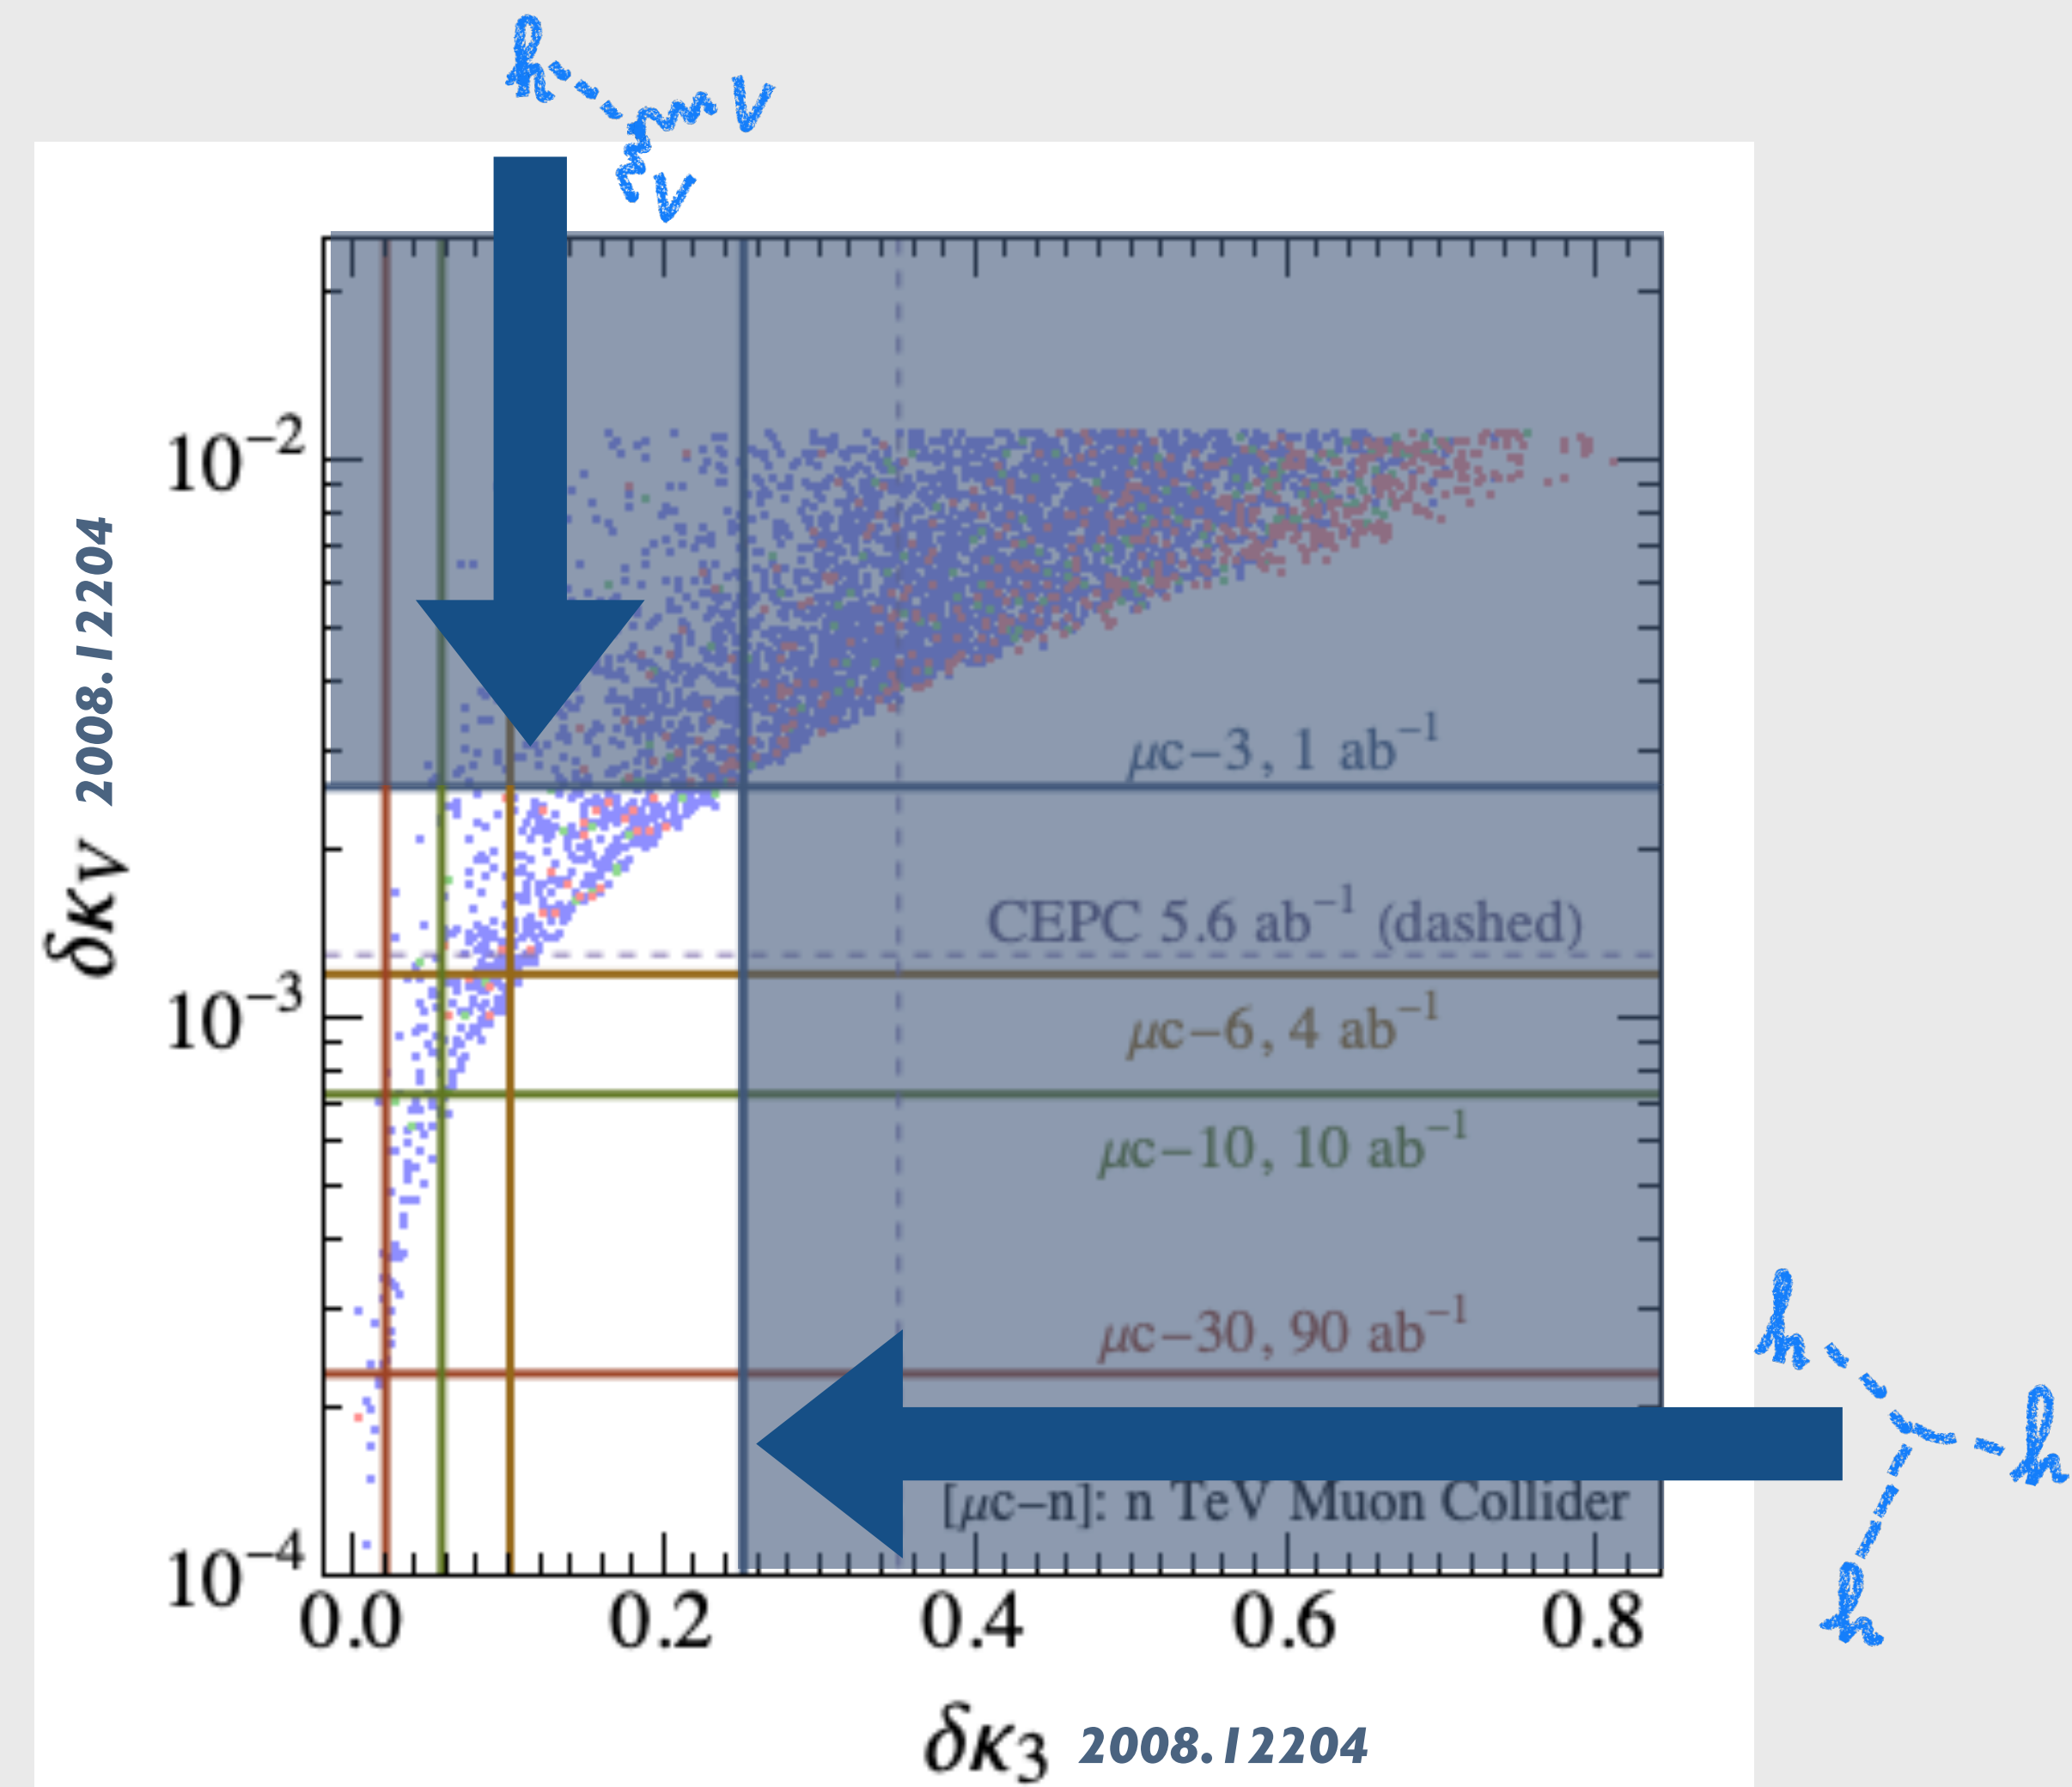 h
V
V
10⁻²
10⁻³
10⁻⁴
δκV 2008.12204
μc−3, 1 ab⁻¹
CEPC 5.6 ab⁻¹ (dashed)
μc−6, 4 ab⁻¹
μc−10, 10 ab⁻¹
μc−30, 90 ab⁻¹
[μc−n]: n TeV Muon Collider
h
h
h
0.0 0.2 0.4 0.6 0.8
δκ₃ 2008.12204